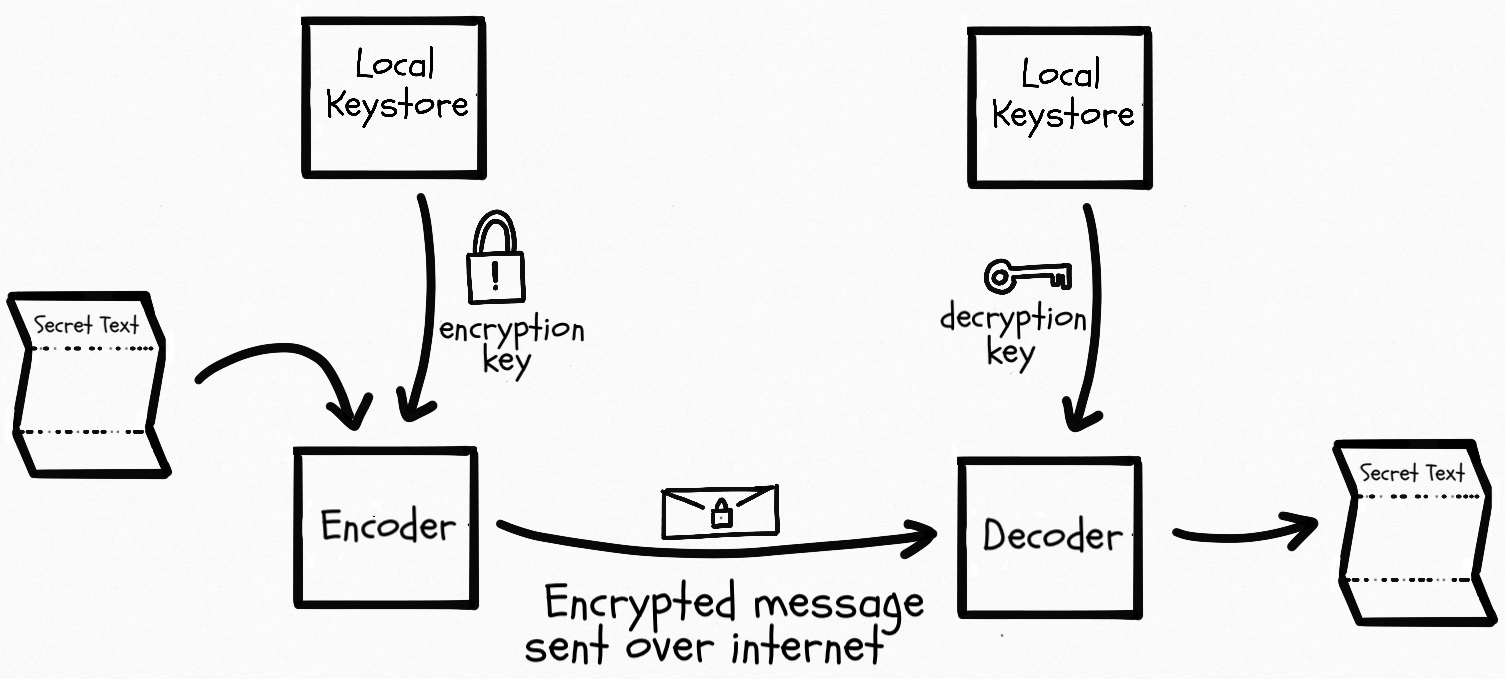 Local
Keystore
Local
Keystore
!
encryption
key
decryption
key
Secret Text
Encoder
Encrypted message
sent over internet
Decoder
Secret Text